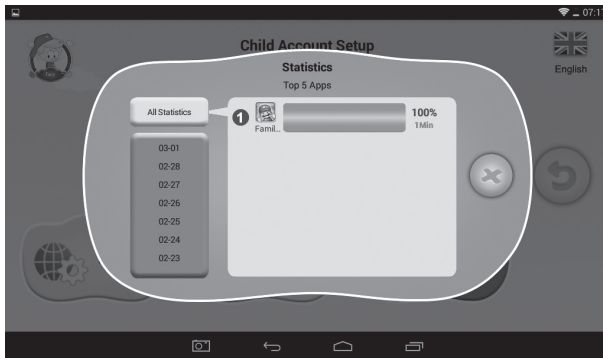 07:17
Child Account Setup
English
Statistics
Top 5 Apps
All Statistics
1
100%
1Min
Famil...
03-01
02-28
02-27
02-26
02-25
02-24
02-23